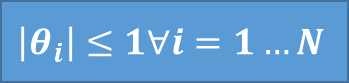 |θᵢ| ≤ 1∀i = 1 … N